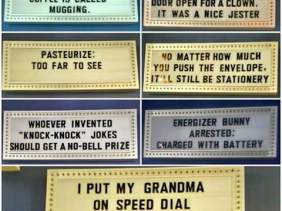 COFFEE IS CALLED
MUGGING.
DOOR OPEN FOR A CLOWN.
IT WAS A NICE JESTER
PASTEURIZE:
TOO FAR TO SEE
NO MATTER HOW MUCH
YOU PUSH THE ENVELOPE.
IT'LL STILL BE STATIONERY
WHOEVER INVENTED
"KNOCK-KNOCK" JOKES
SHOULD GET A NO-BELL PRIZE
ENERGIZER BUNNY
ARRESTED:
CHARGED WITH BATTERY
I PUT MY GRANDMA
ON SPEED DIAL